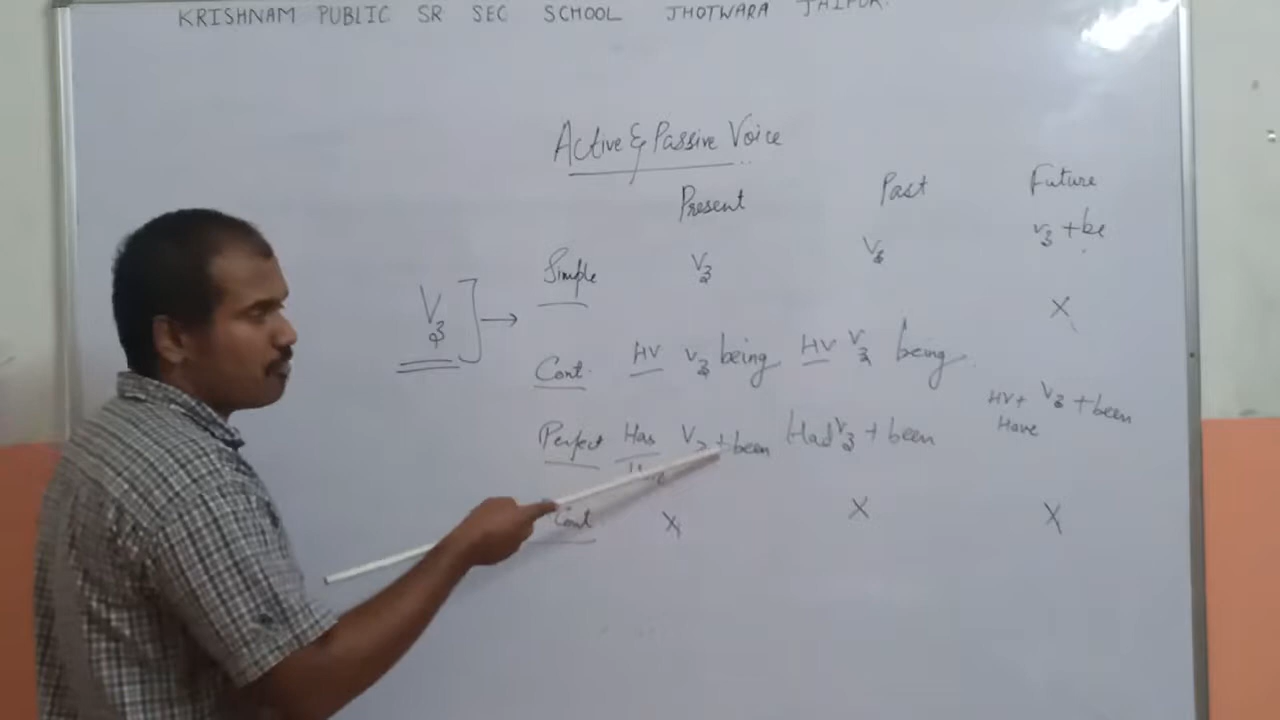 KRISHNAM PUBLIC SR SEC SCHOOL JHOTWARA JAIPUR.
Active & Passive Voice
Present Past Future
Simple V3 V3 V3 + be
V3 ] →
X
Cont. HV V3 being HV V3 being
Perfect Has V3 + been Had V3 + been HV + Have V3 + been
Cont X X X